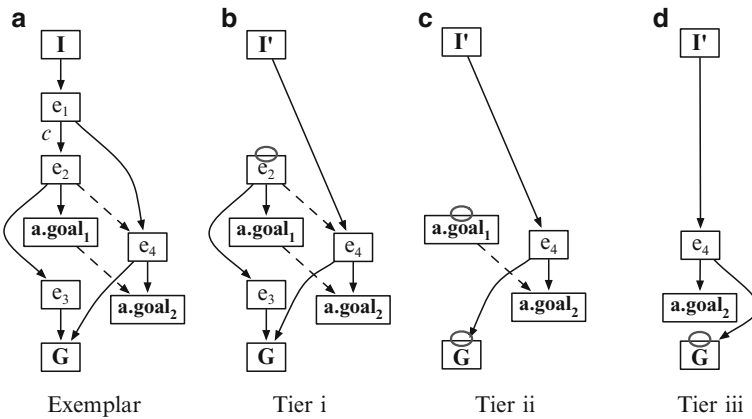 a
b
c
d
I
I'
I'
I'
e₁
c
e₂
e₂
a.goal₁
a.goal₁
a.goal₁
e₄
e₄
e₄
e₄
e₃
e₃
a.goal₂
a.goal₂
a.goal₂
a.goal₂
G
G
G
G
Exemplar
Tier i
Tier ii
Tier iii